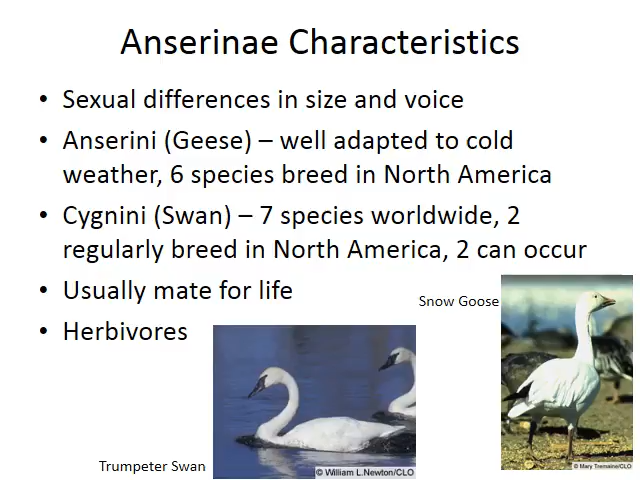 Anserinae Characteristics
• Sexual differences in size and voice
• Anserini (Geese) – well adapted to cold
weather, 6 species breed in North America
• Cygnini (Swan) – 7 species worldwide, 2
regularly breed in North America, 2 can occur
• Usually mate for life
Snow Goose
• Herbivores
Trumpeter Swan
© William L.Newton/CLO
© Mary Tremaine/CLO